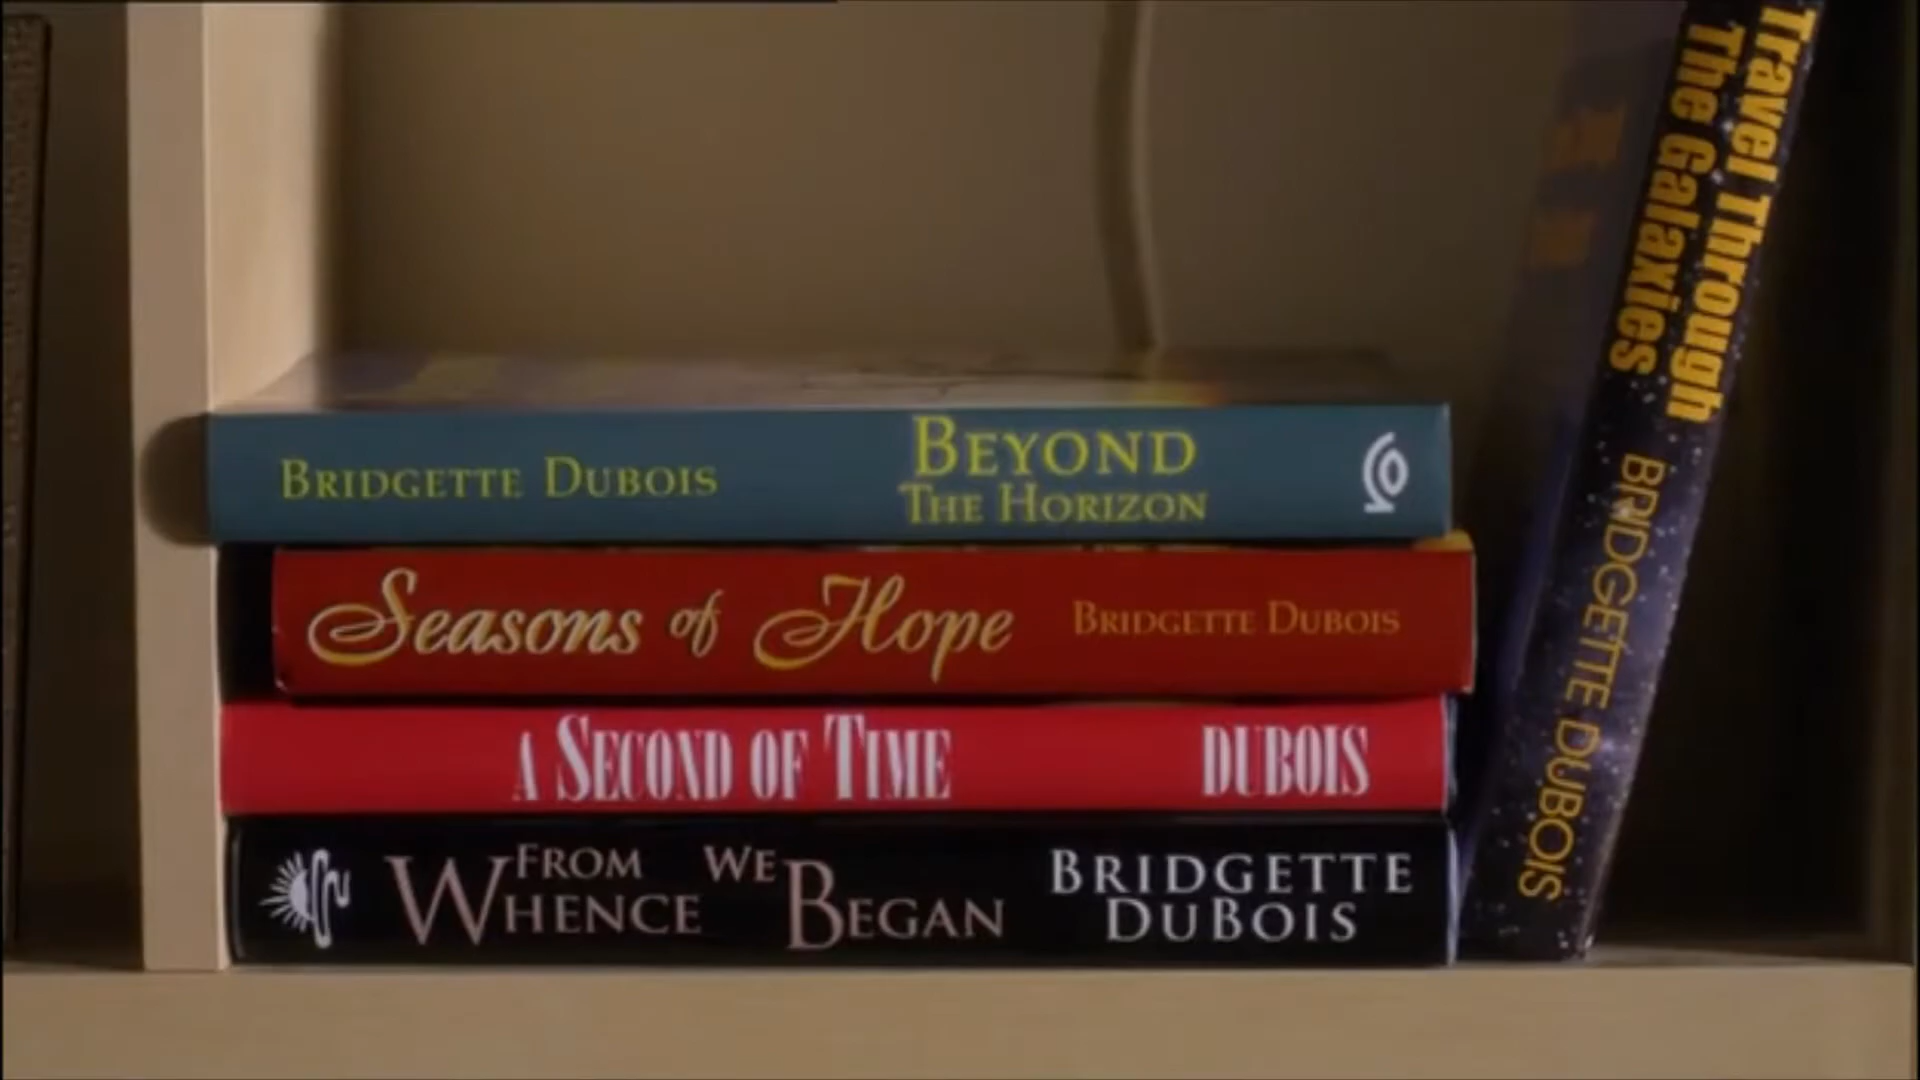 BRIDGETTE DUBOIS
BEYOND
THE HORIZON
Seasons of Hope
BRIDGETTE DUBOIS
A SECOND OF TIME
DUBOIS
FROM WE
WHENCE BEGAN
BRIDGETTE
DUBOIS
Travel Through
The Galaxies
BRIDGETTE DUBOIS